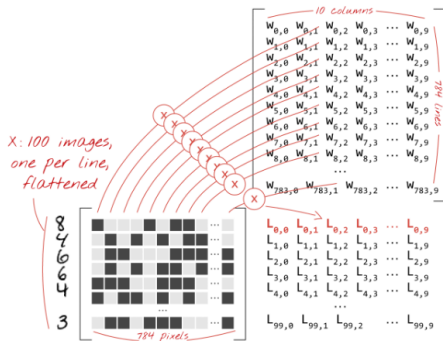 10 columns
W0,0 W0,1 W0,2 W0,3 ... W0,9
W1,0 W1,1 W1,2 W1,3 ... W1,9
W2,0 W2,1 W2,2 W2,3 ... W2,9
W3,0 W3,1 W3,2 W3,3 ... W3,9
W4,0 W4,1 W4,2 W4,3 ... W4,9
W5,0 W5,1 W5,2 W5,3 ... W5,9
W6,0 W6,1 W6,2 W6,3 ... W6,9
W7,0 W7,1 W7,2 W7,3 ... W7,9
W8,0 W8,1 W8,2 W8,3 ... W8,9
...
W783,0 W783,1 W783,2 ... W783,9
784 lines
x x x x x x x x x
X: 100 images,
one per line,
flattened
8
4
6
6
4
3
... 
784 pixels
L0,0 L0,1 L0,2 L0,3 ... L0,9
L1,0 L1,1 L1,2 L1,3 ... L1,9
L2,0 L2,1 L2,2 L2,3 ... L2,9
L3,0 L3,1 L3,2 L3,3 ... L3,9
L4,0 L4,1 L4,2 L4,3 ... L4,9
...
L99,0 L99,1 L99,2 ... L99,9